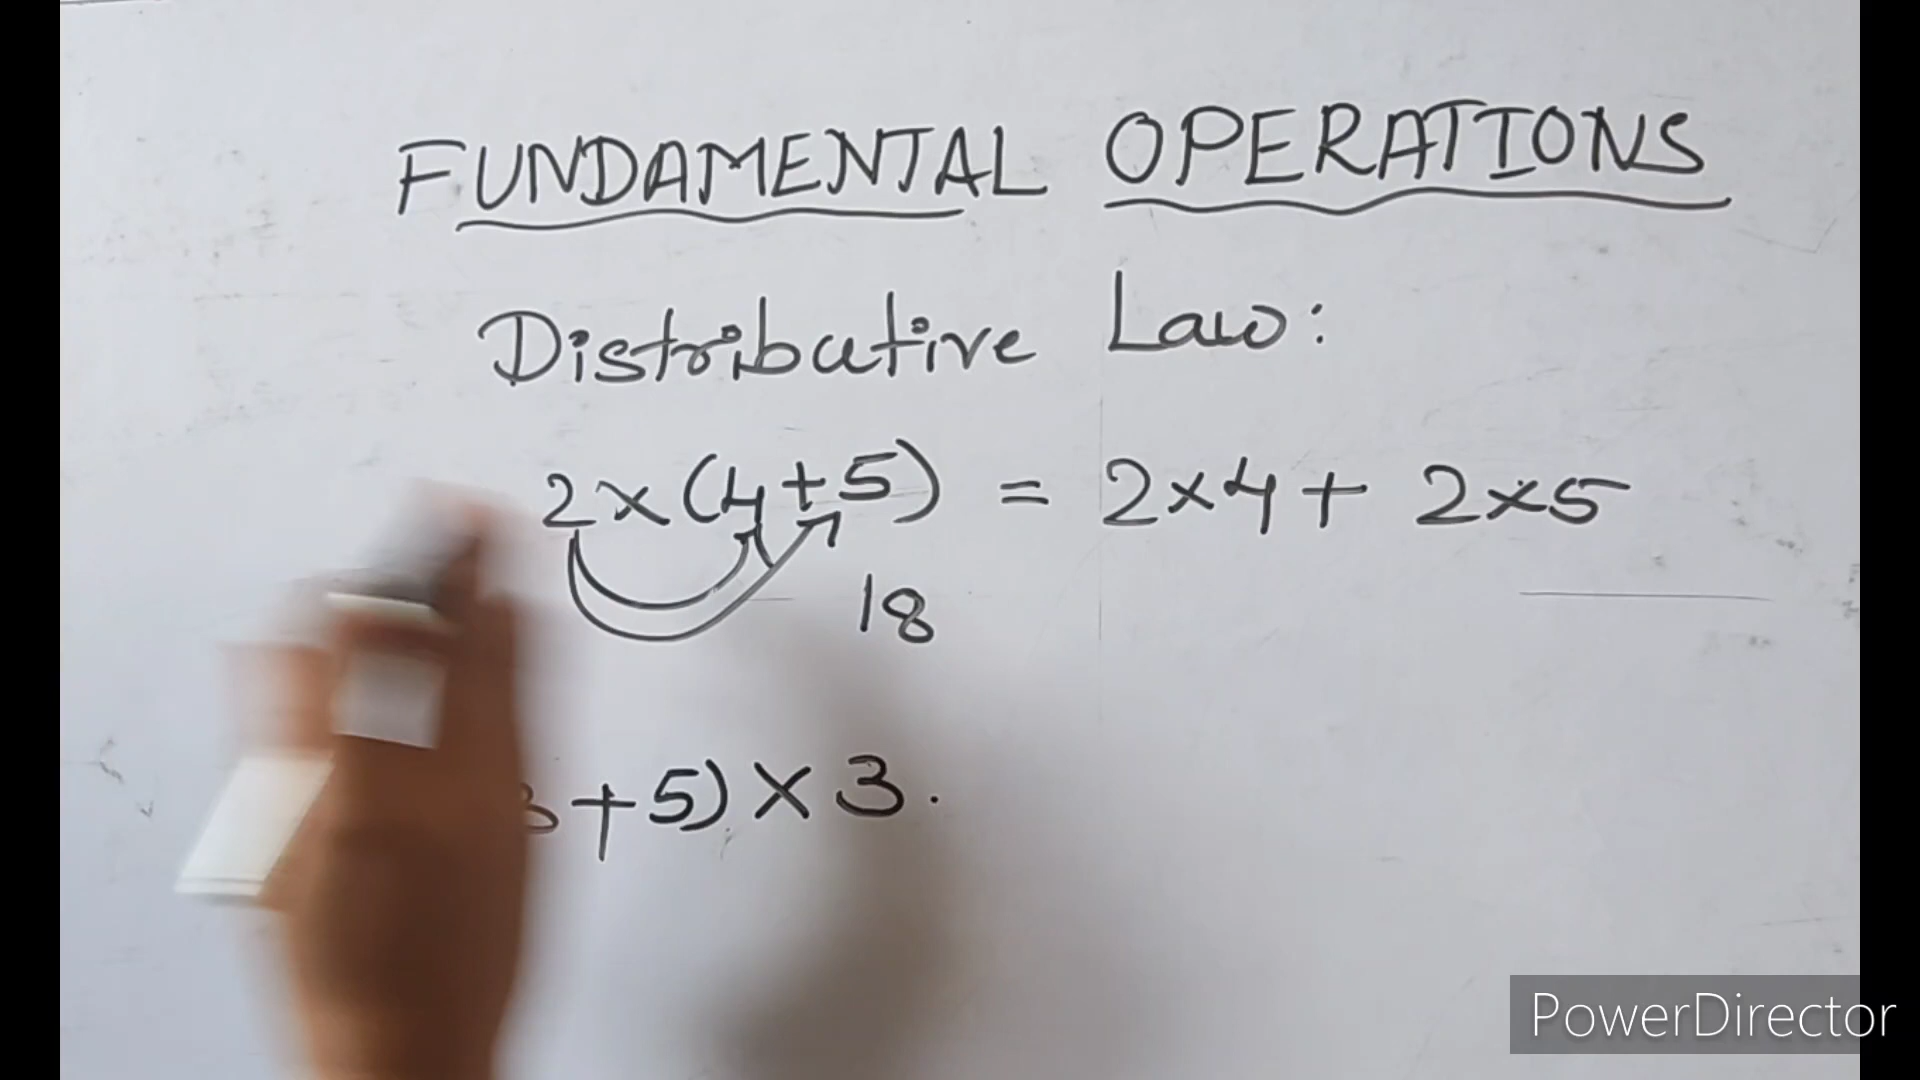 FUNDAMENTAL OPERATIONS
Distributive Law:
2×(4+5) = 2×4+ 2×5
18
+5)×3.
PowerDirector